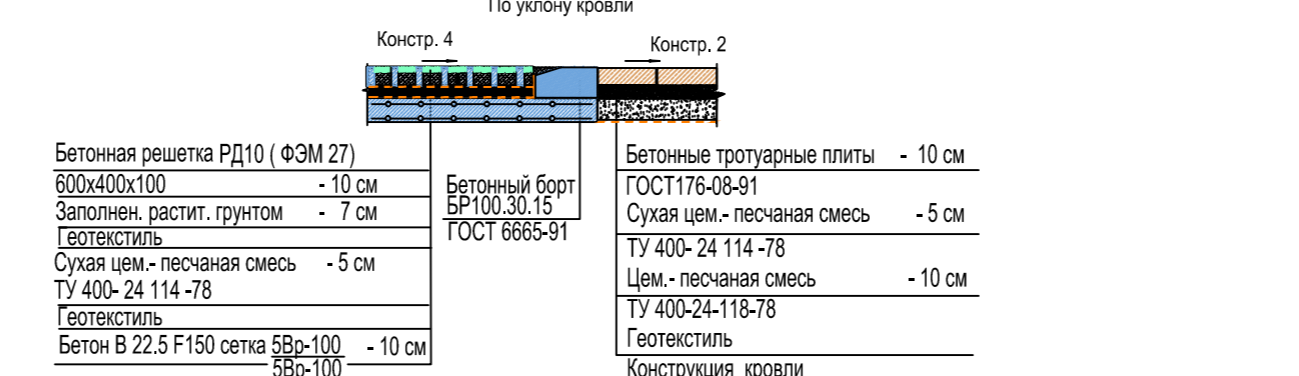 По уклону кровли
Констр. 4
Констр. 2
Бетонная решетка РД10 ( ФЭМ 27)
600х400х100 - 10 см
Заполнен. растит. грунтом - 7 см
Геотекстиль
Сухая цем.- песчаная смесь - 5 см
ТУ 400- 24 114 -78
Геотекстиль
Бетон В 22.5 F150 сетка 5Вр-100 - 10 см
5Вр-100
Бетонный борт
БР100.30.15
ГОСТ 6665-91
Бетонные тротуарные плиты - 10 см
ГОСТ176-08-91
Сухая цем.- песчаная смесь - 5 см
ТУ 400- 24 114 -78
Цем.- песчаная смесь - 10 см
ТУ 400-24-118-78
Геотекстиль
Конструкция кровли